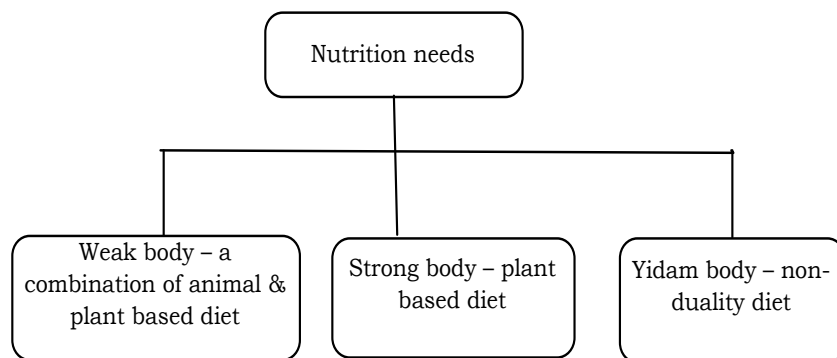 Nutrition needs
Weak body – a
combination of animal &
plant based diet
Strong body – plant
based diet
Yidam body – non-
duality diet